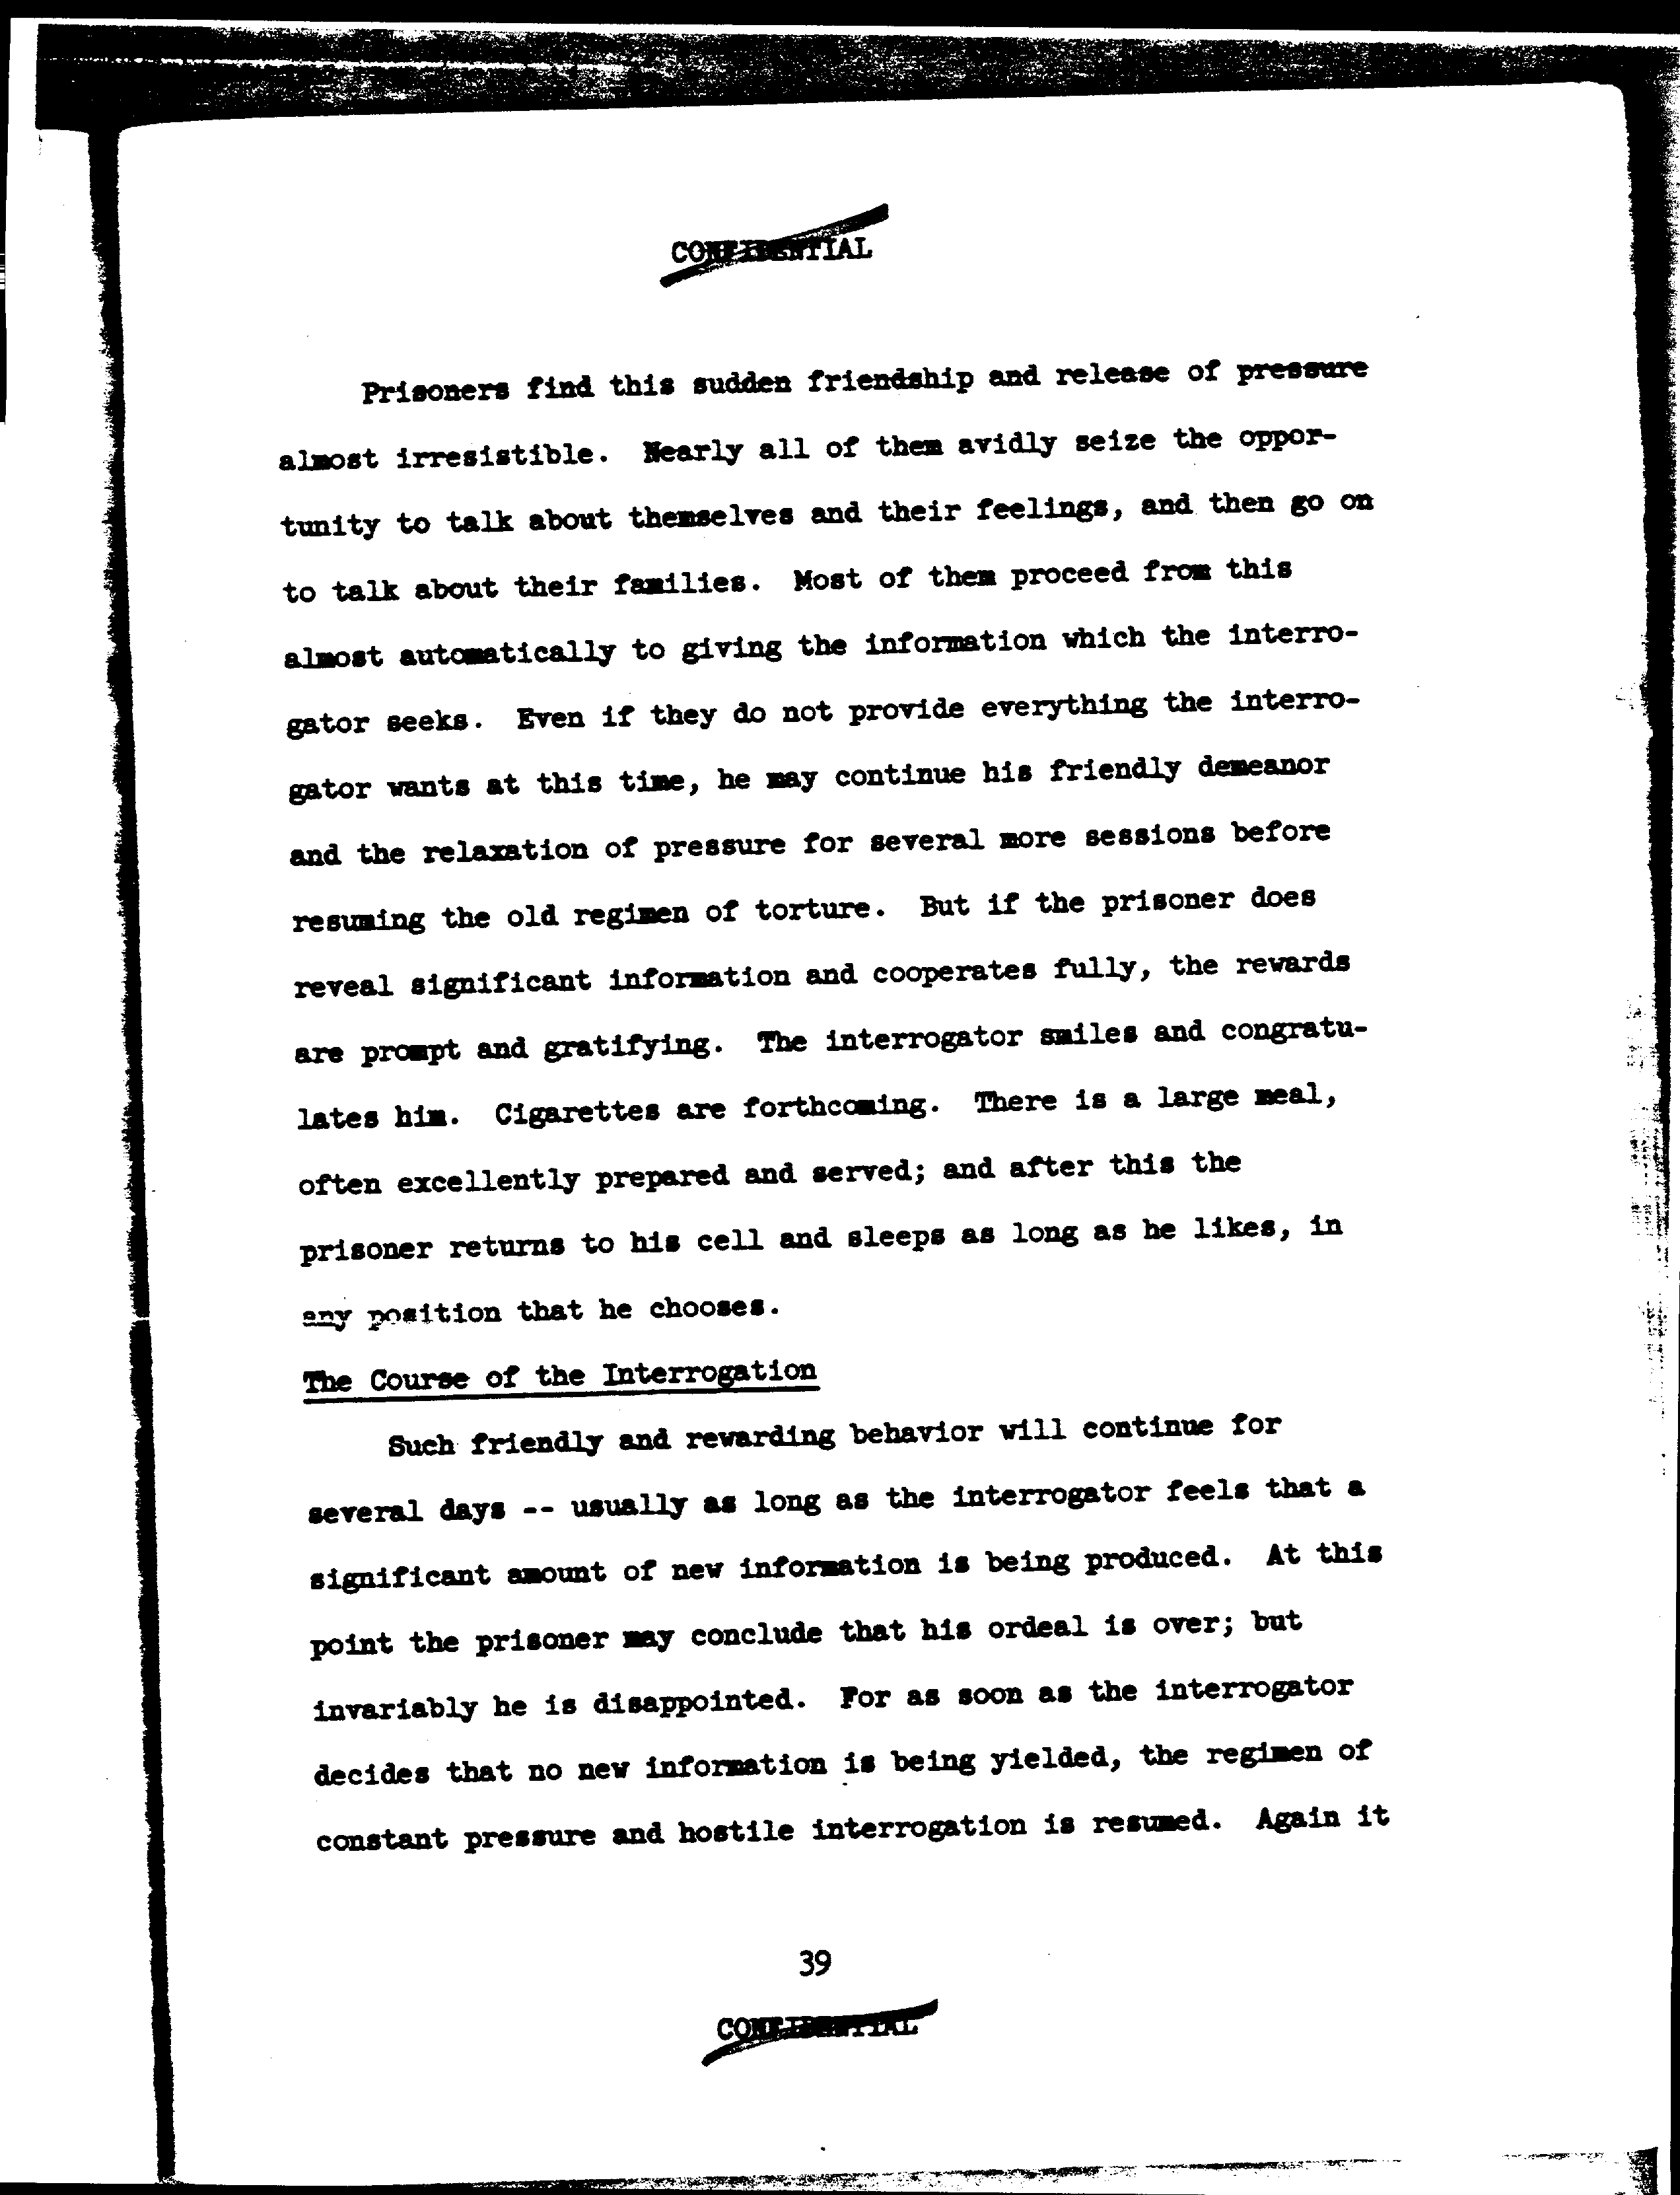 CONFIDENTIAL
Prisoners find this sudden friendship and release of pressure
almost irresistible. Nearly all of them avidly seize the oppor-
tunity to talk about themselves and their feelings, and then go on
to talk about their families. Most of them proceed from this
almost automatically to giving the information which the interro-
gator seeks. Even if they do not provide everything the interro-
gator wants at this time, he may continue his friendly demeanor
and the relaxation of pressure for several more sessions before
resuming the old regimen of torture. But if the prisoner does
reveal significant information and cooperates fully, the rewards
are prompt and gratifying. The interrogator smiles and congratu-
lates him. Cigarettes are forthcoming. There is a large meal,
often excellently prepared and served; and after this the
prisoner returns to his cell and sleeps as long as he likes, in
any position that he chooses.
The Course of the Interrogation
Such friendly and rewarding behavior will continue for
several days -- usually as long as the interrogator feels that a
significant amount of new information is being produced. At this
point the prisoner may conclude that his ordeal is over; but
invariably he is disappointed. For as soon as the interrogator
decides that no new information is being yielded, the regimen of
constant pressure and hostile interrogation is resumed. Again it
39
CONFIDENTIAL